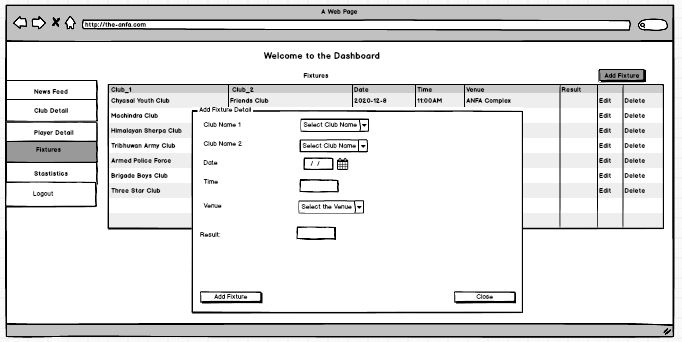 A Web Page
http://the-anfa.com
Welcome to the Dashboard
Fixtures
Add Fixture
News Feed
Club Detail
Player Detail
Fixtures
Stastistics
Logout
Club_1 Club_2 Date Time Venue Result
Chyasal Youth Club Friends Club 2020-12-8 11:00AM ANFA Complex Edit Delete
Machindra Club Edit Delete
Himalayan Sherpa Club Edit Delete
Tribhuwan Army Club Edit Delete
Armed Police Force Edit Delete
Brigade Boys Club Edit Delete
Three Star Club Edit Delete
Add Fixture Detail
Club Name 1 Select Club Name
Club Name 2 Select Club Name
Date / /
Time
Venue Select the Venue
Result:
Add Fixture Close